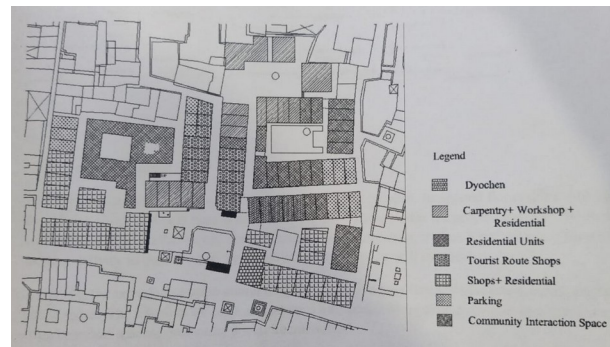 Legend
Dyochen
Carpentry+ Workshop +
Residential
Residential Units
Tourist Route Shops
Shops+ Residential
Parking
Community Interaction Space